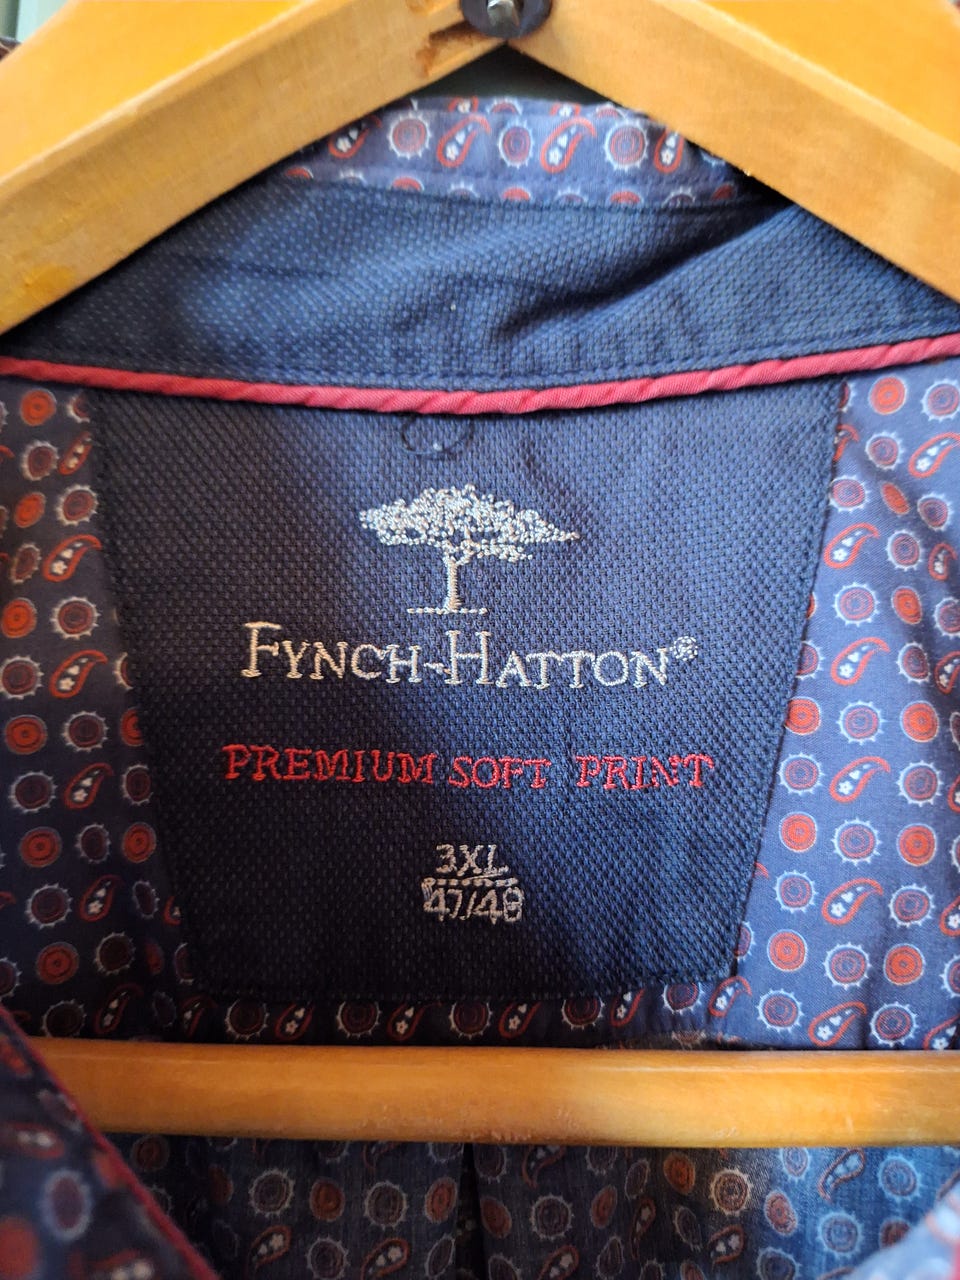 FYNCH-HATTON®
PREMIUM SOFT PRINT
3XL
47/48